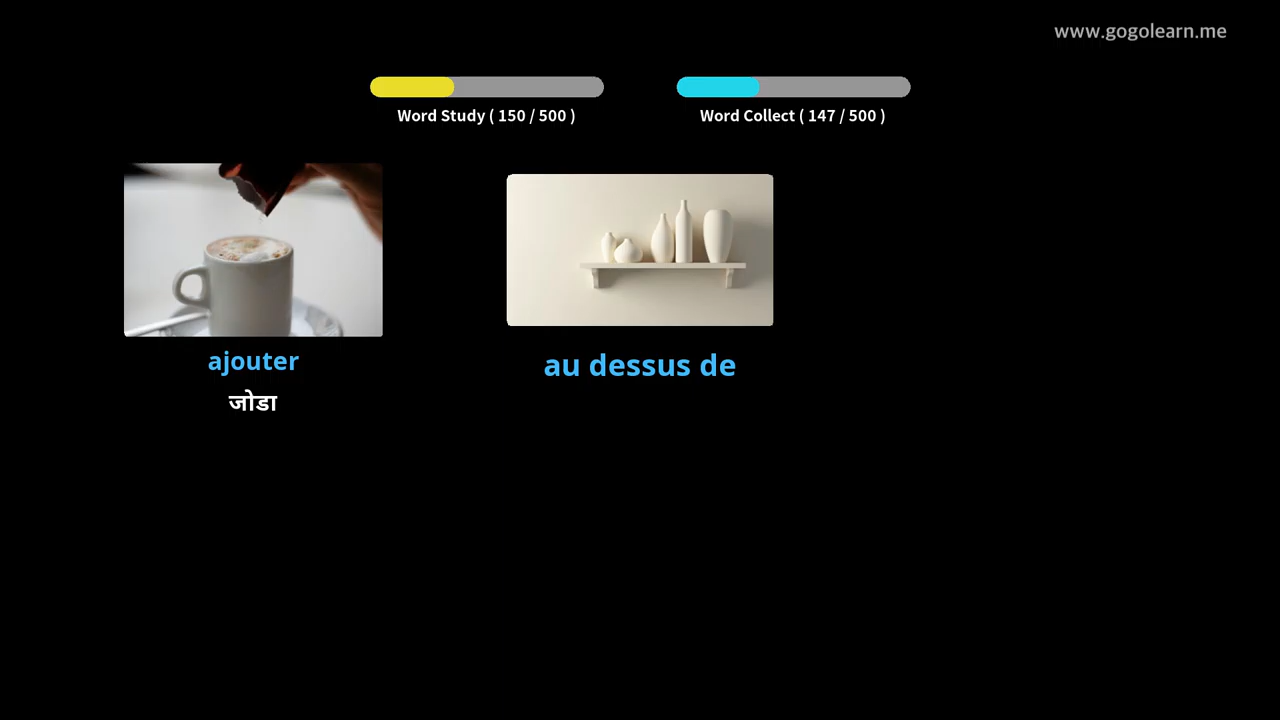 www.gogolearn.me
Word Study ( 150 / 500 )
Word Collect ( 147 / 500 )
ajouter
जोडा
au dessus de